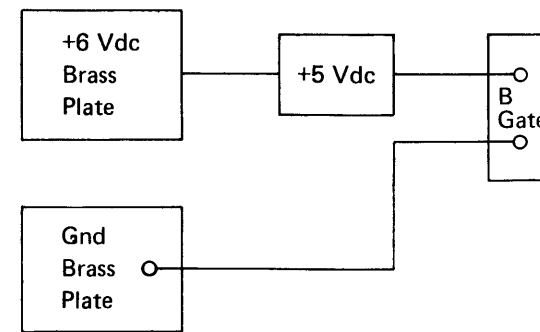 +6 Vdc
Brass
Plate
+5 Vdc
B
Gate
Gnd
Brass
Plate